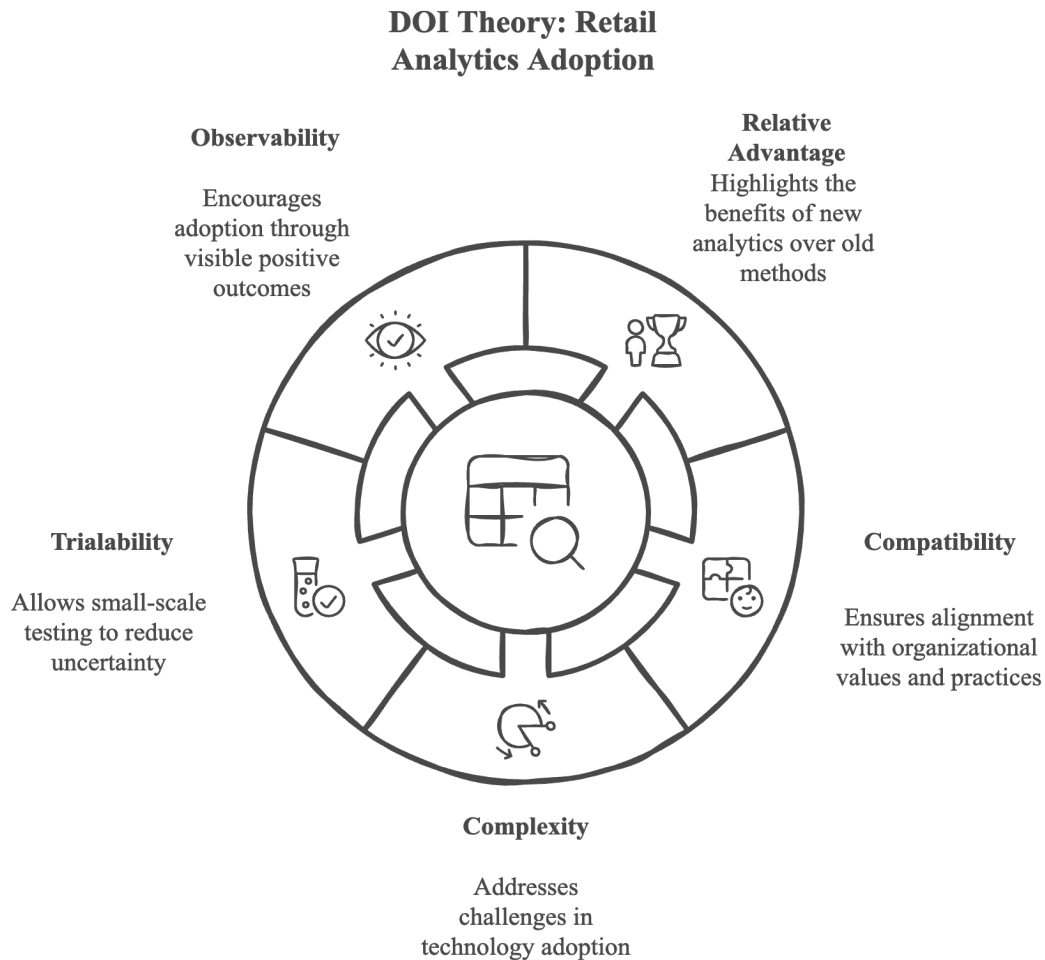 DOI Theory: Retail
Analytics Adoption
Observability
Encourages
adoption through
visible positive
outcomes
Relative
Advantage
Highlights the
benefits of new
analytics over old
methods
Trialability
Allows small-scale
testing to reduce
uncertainty
Compatibility
Ensures alignment
with organizational
values and practices
Complexity
Addresses
challenges in
technology adoption